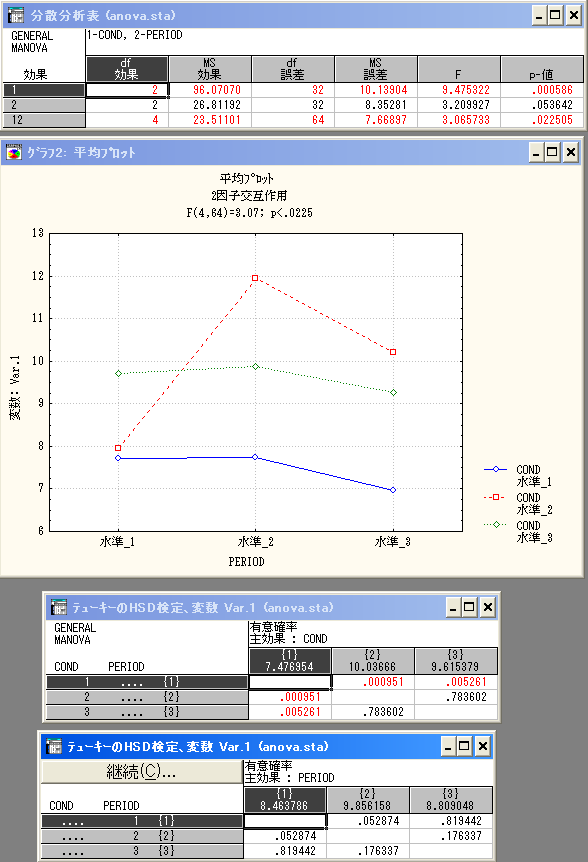 分散分析表 (anova.sta)
GENERAL MANOVA 1-COND, 2-PERIOD
効果 df 効果 MS 効果 df 誤差 MS 誤差 F p-値
1 2 96.07070 32 10.13904 9.475322 .000586
2 2 26.81192 32 8.35281 3.209927 .053642
12 4 23.51101 64 7.66897 3.065733 .022505
グラフ2: 平均プロット
平均プロット
2因子交互作用
F(4,64)=3.07; p<.0225
変数: Var.1
13
12
11
10
9
8
7
6
水準_1 水準_2 水準_3
PERIOD
COND
水準_1
COND
水準_2
COND
水準_3
テューキーのHSD検定、変数 Var.1 (anova.sta)
GENERAL 有意確率
MANOVA 主効果 : COND
{1} {2} {3}
COND PERIOD 7.476954 10.03666 9.615379
1 .... {1} .000951 .005261
2 .... {2} .000951 .783602
3 .... {3} .005261 .783602
テューキーのHSD検定、変数 Var.1 (anova.sta)
継続(C)... 有意確率
主効果 : PERIOD
{1} {2} {3}
COND PERIOD 8.463786 9.856158 8.809048
.... 1 {1} .052874 .819442
.... 2 {2} .052874 .176337
.... 3 {3} .819442 .176337